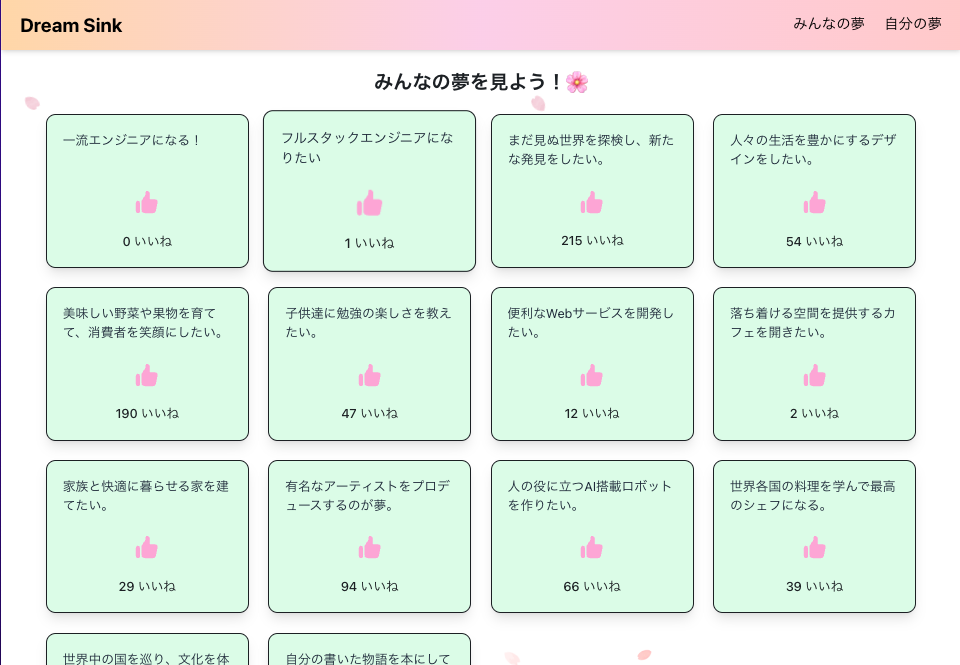 Dream Sink
みんなの夢
自分の夢
みんなの夢を見よう！🌸
一流エンジニアになる！
0 いいね
フルスタックエンジニアにな
りたい
1 いいね
まだ見ぬ世界を探検し、新た
な発見をしたい。
215 いいね
人々の生活を豊かにするデザ
インをしたい。
54 いいね
美味しい野菜や果物を育て
て、消費者を笑顔にしたい。
190 いいね
子供達に勉強の楽しさを教え
たい。
47 いいね
便利なWebサービスを開発し
たい。
12 いいね
落ち着ける空間を提供するカ
フェを開きたい。
2 いいね
家族と快適に暮らせる家を建
てたい。
29 いいね
有名なアーティストをプロデ
ュースするのが夢。
94 いいね
人の役に立つAI搭載ロボット
を作りたい。
66 いいね
世界各国の料理を学んで最高
のシェフになる。
39 いいね
世界中の国を巡り、文化を体
自分の書いた物語を本にして